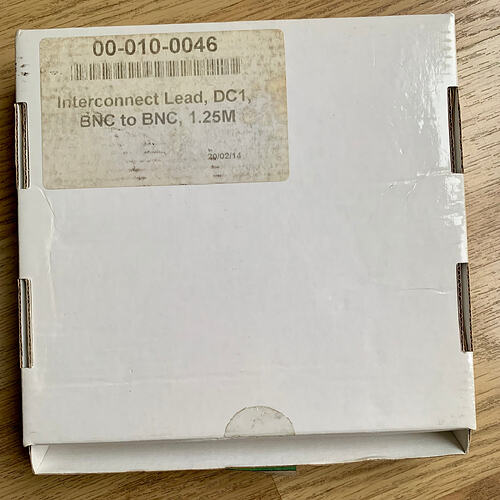 00-010-0046
Interconnect Lead, DC1,
BNC to BNC, 1.25M
20/02/14